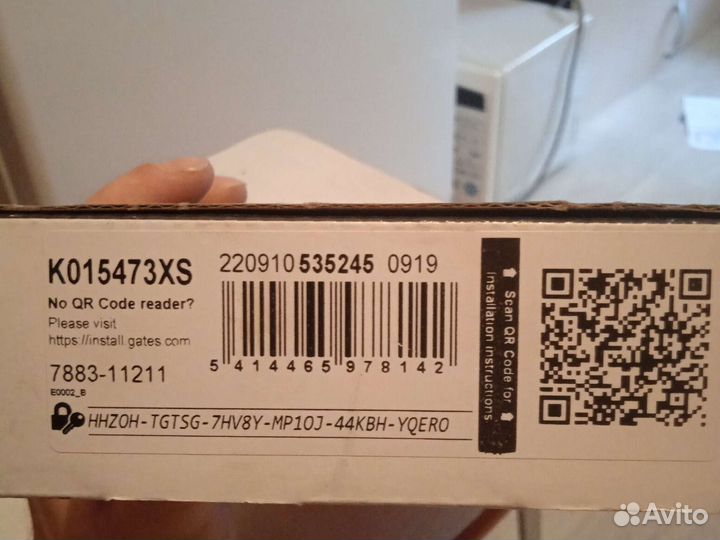 K015473XS
No QR Code reader?
Please visit
https://install.gates.com
7883-11211
E0002_B
220910 535245 0919
5 414465 978142
HHZOH-TGTSG-7HV8Y-MP1OJ-44KBH-YQERO
Scan QR Code for
installation instructions
Avito